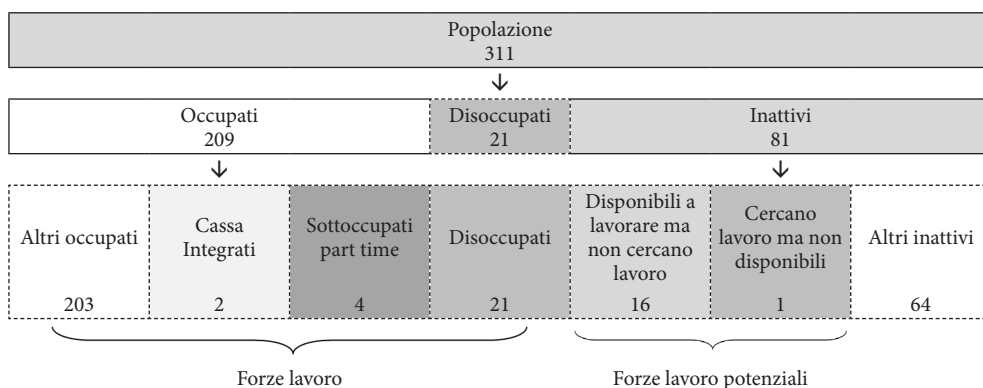 Popolazione
311
Occupati
209
Disoccupati
21
Inattivi
81
Altri occupati
203
Cassa
Integrati
2
Sottoccupati
part time
4
Disoccupati
21
Disponibili a
lavorare ma
non cercano
lavoro
16
Cercano
lavoro ma non
disponibili
1
Altri inattivi
64
Forze lavoro
Forze lavoro potenziali